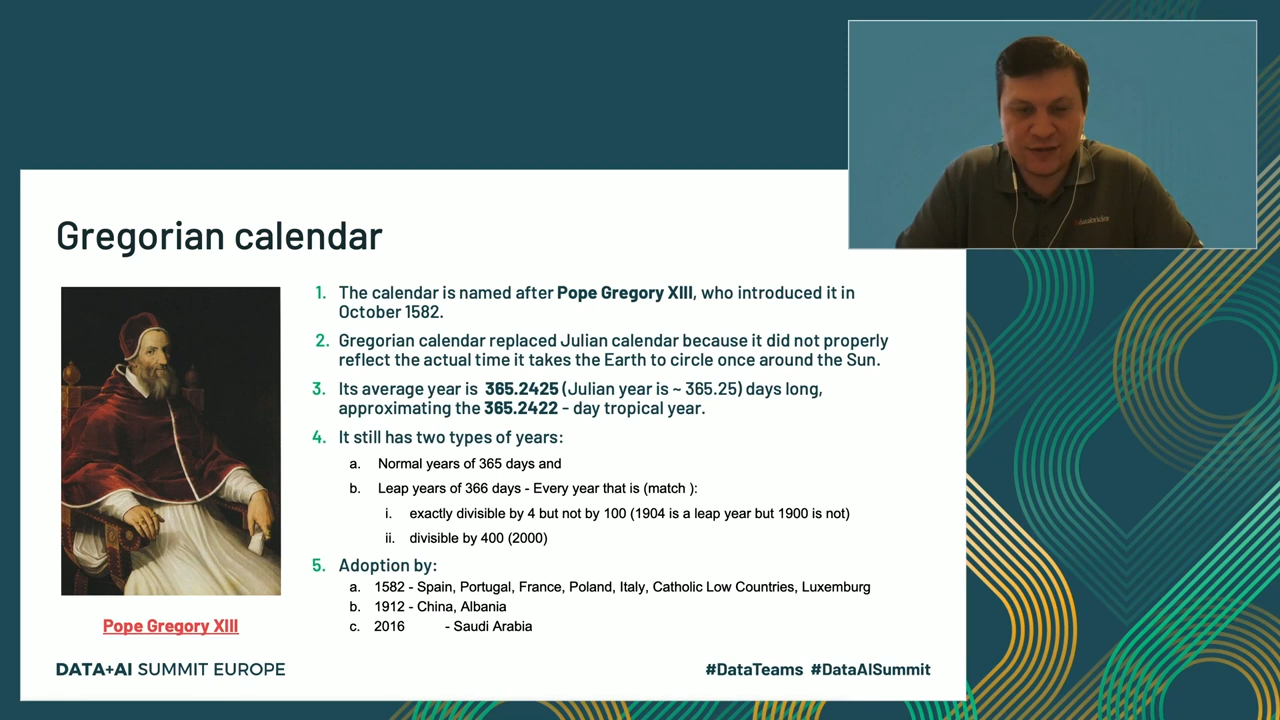 databricks
Gregorian calendar
1. The calendar is named after Pope Gregory XIII, who introduced it in
October 1582.
2. Gregorian calendar replaced Julian calendar because it did not properly
reflect the actual time it takes the Earth to circle once around the Sun.
3. Its average year is 365.2425 (Julian year is ~ 365.25) days long,
approximating the 365.2422 - day tropical year.
4. It still has two types of years:
a. Normal years of 365 days and
b. Leap years of 366 days - Every year that is (match ):
i. exactly divisible by 4 but not by 100 (1904 is a leap year but 1900 is not)
ii. divisible by 400 (2000)
5. Adoption by:
a. 1582 - Spain, Portugal, France, Poland, Italy, Catholic Low Countries, Luxemburg
b. 1912 - China, Albania
c. 2016 - Saudi Arabia
Pope Gregory XIII
DATA+AI SUMMIT EUROPE
#DataTeams #DataAISummit